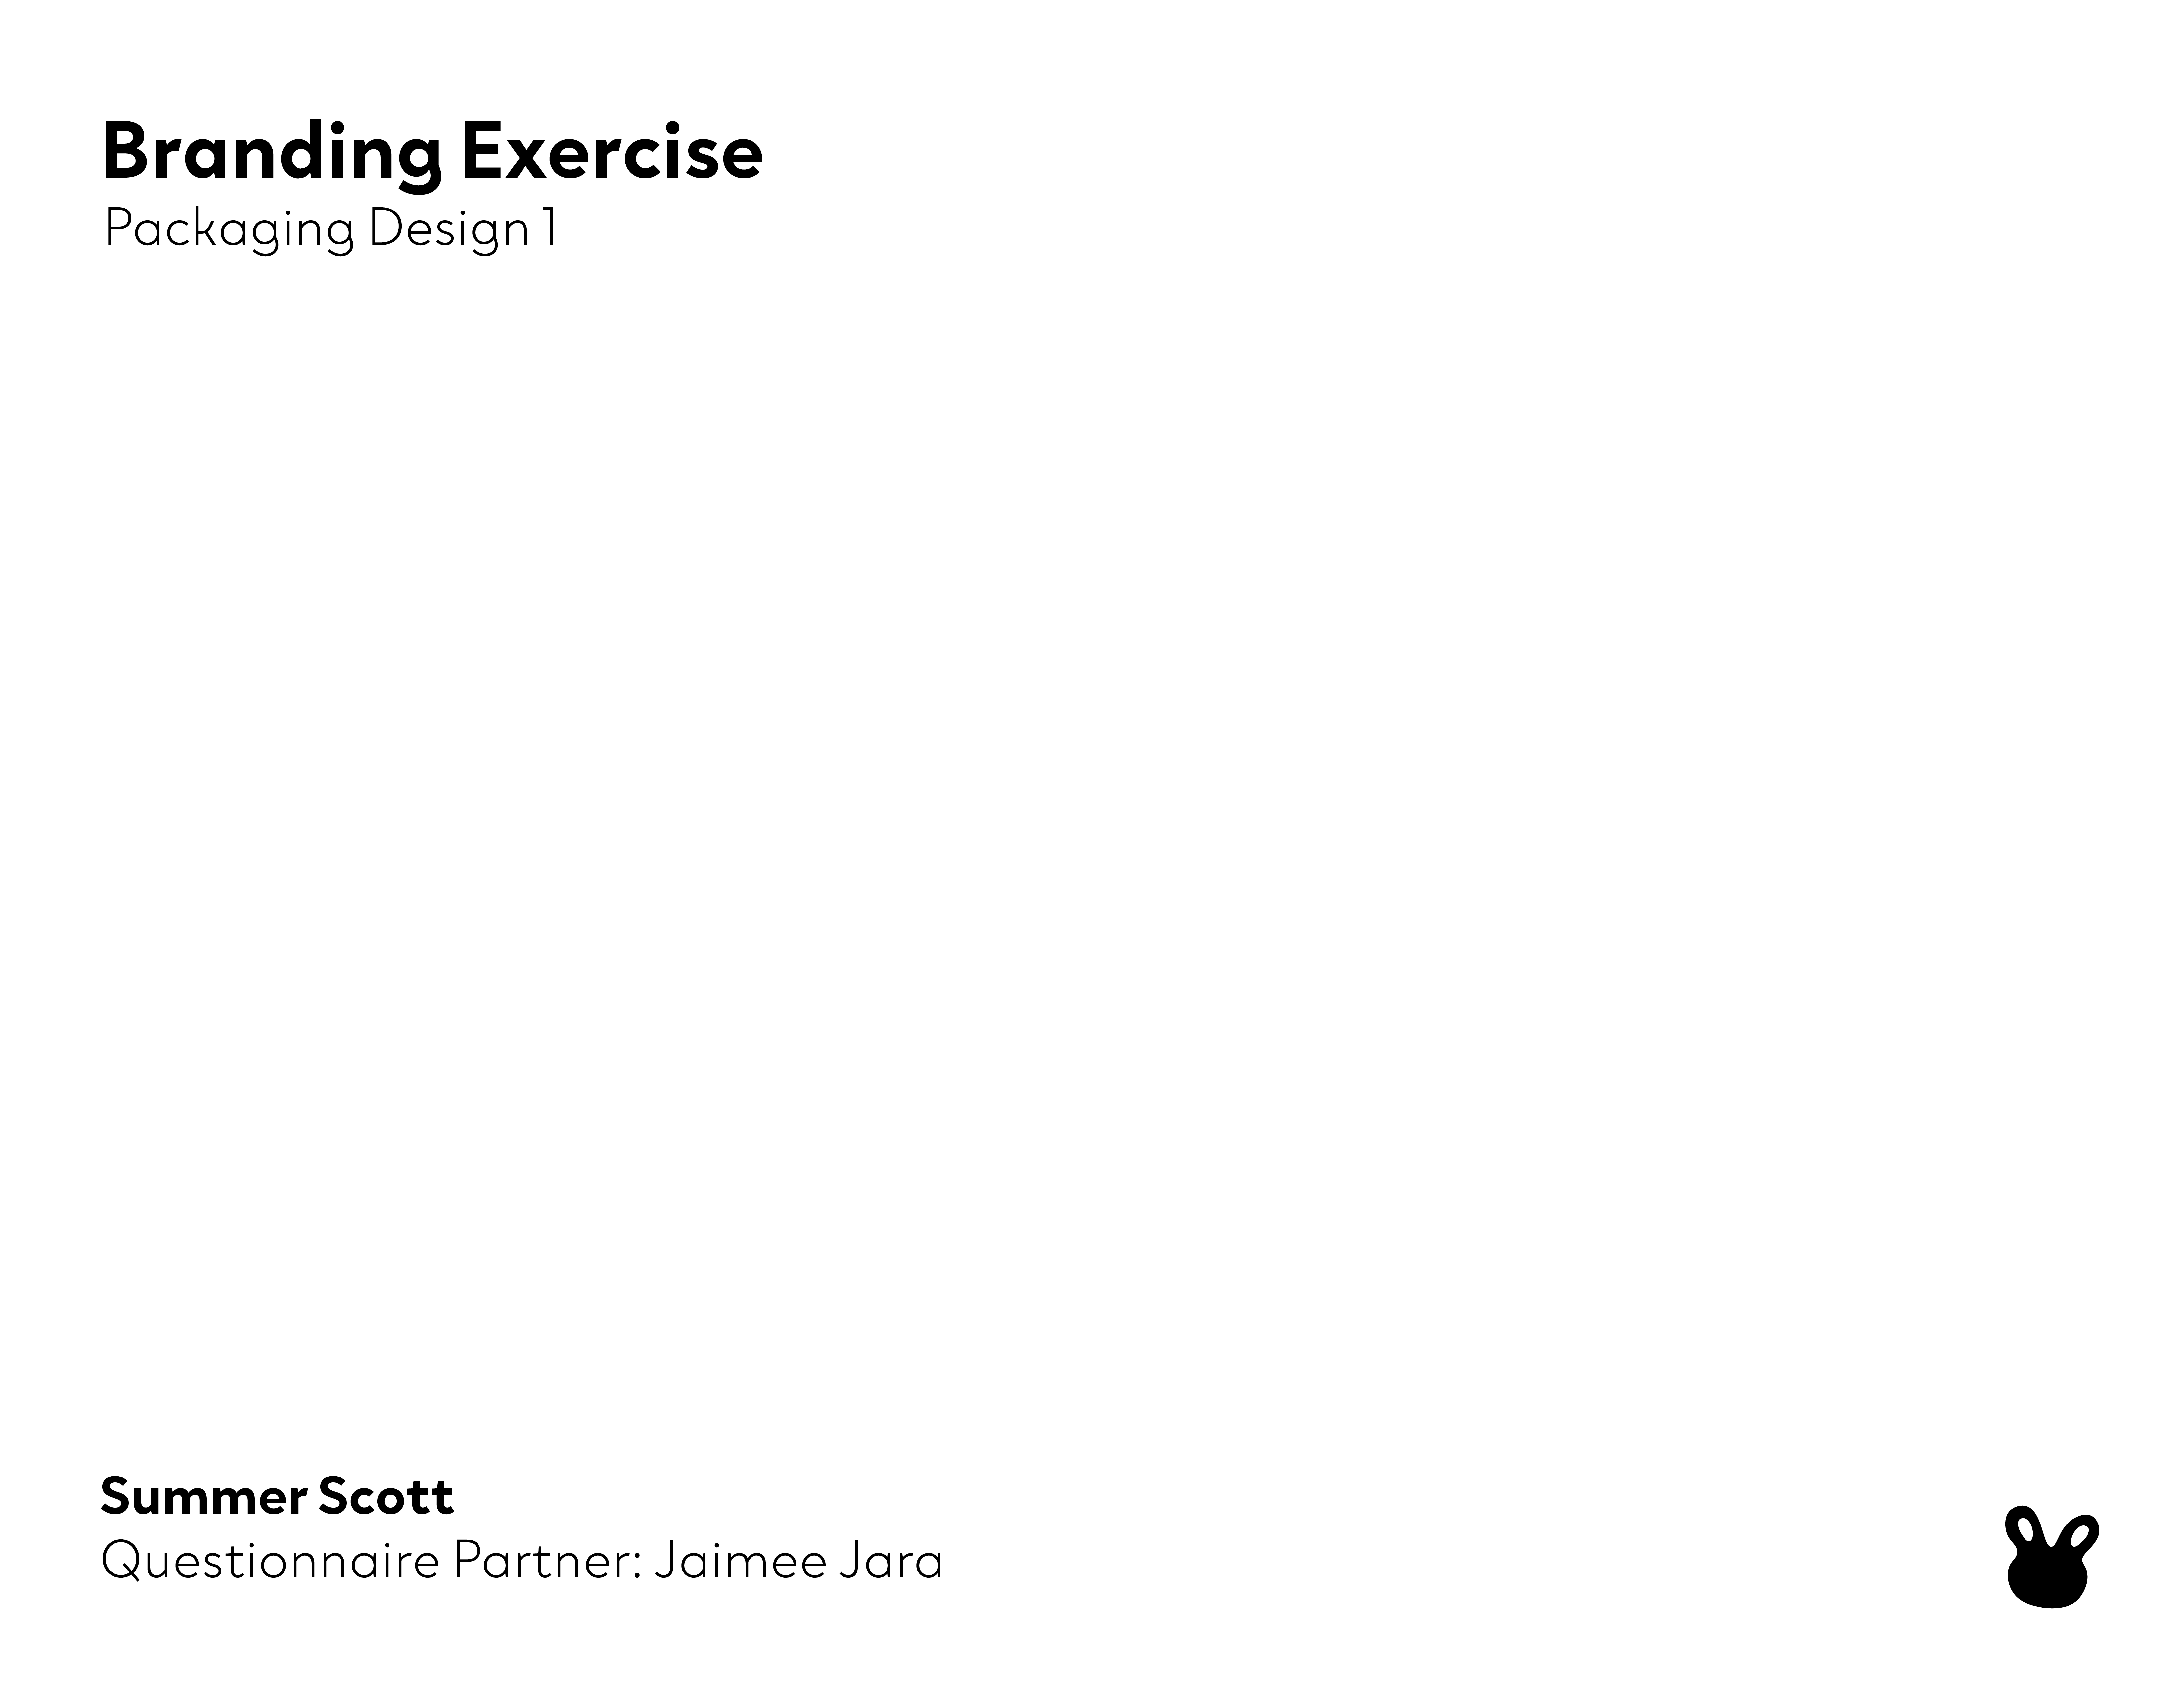 Branding Exercise
Packaging Design 1
Summer Scott
Questionnaire Partner: Jaimee Jara